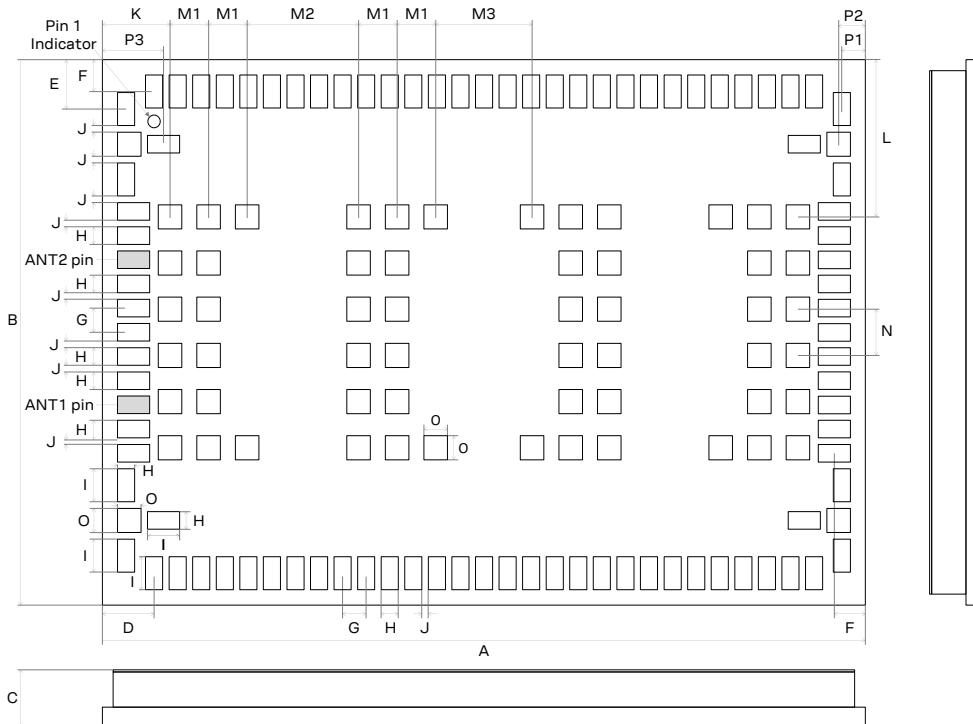 K M1 M1 M2 M1 M1 M3 P2
Pin 1
Indicator
P3 P1
E F
J
J L
J
J
H
ANT2 pin
H
J
B G N
J
H
J
H
ANT1 pin
O
H
J O
H
I
O
O H
I
I
I
D G H J F
A
C